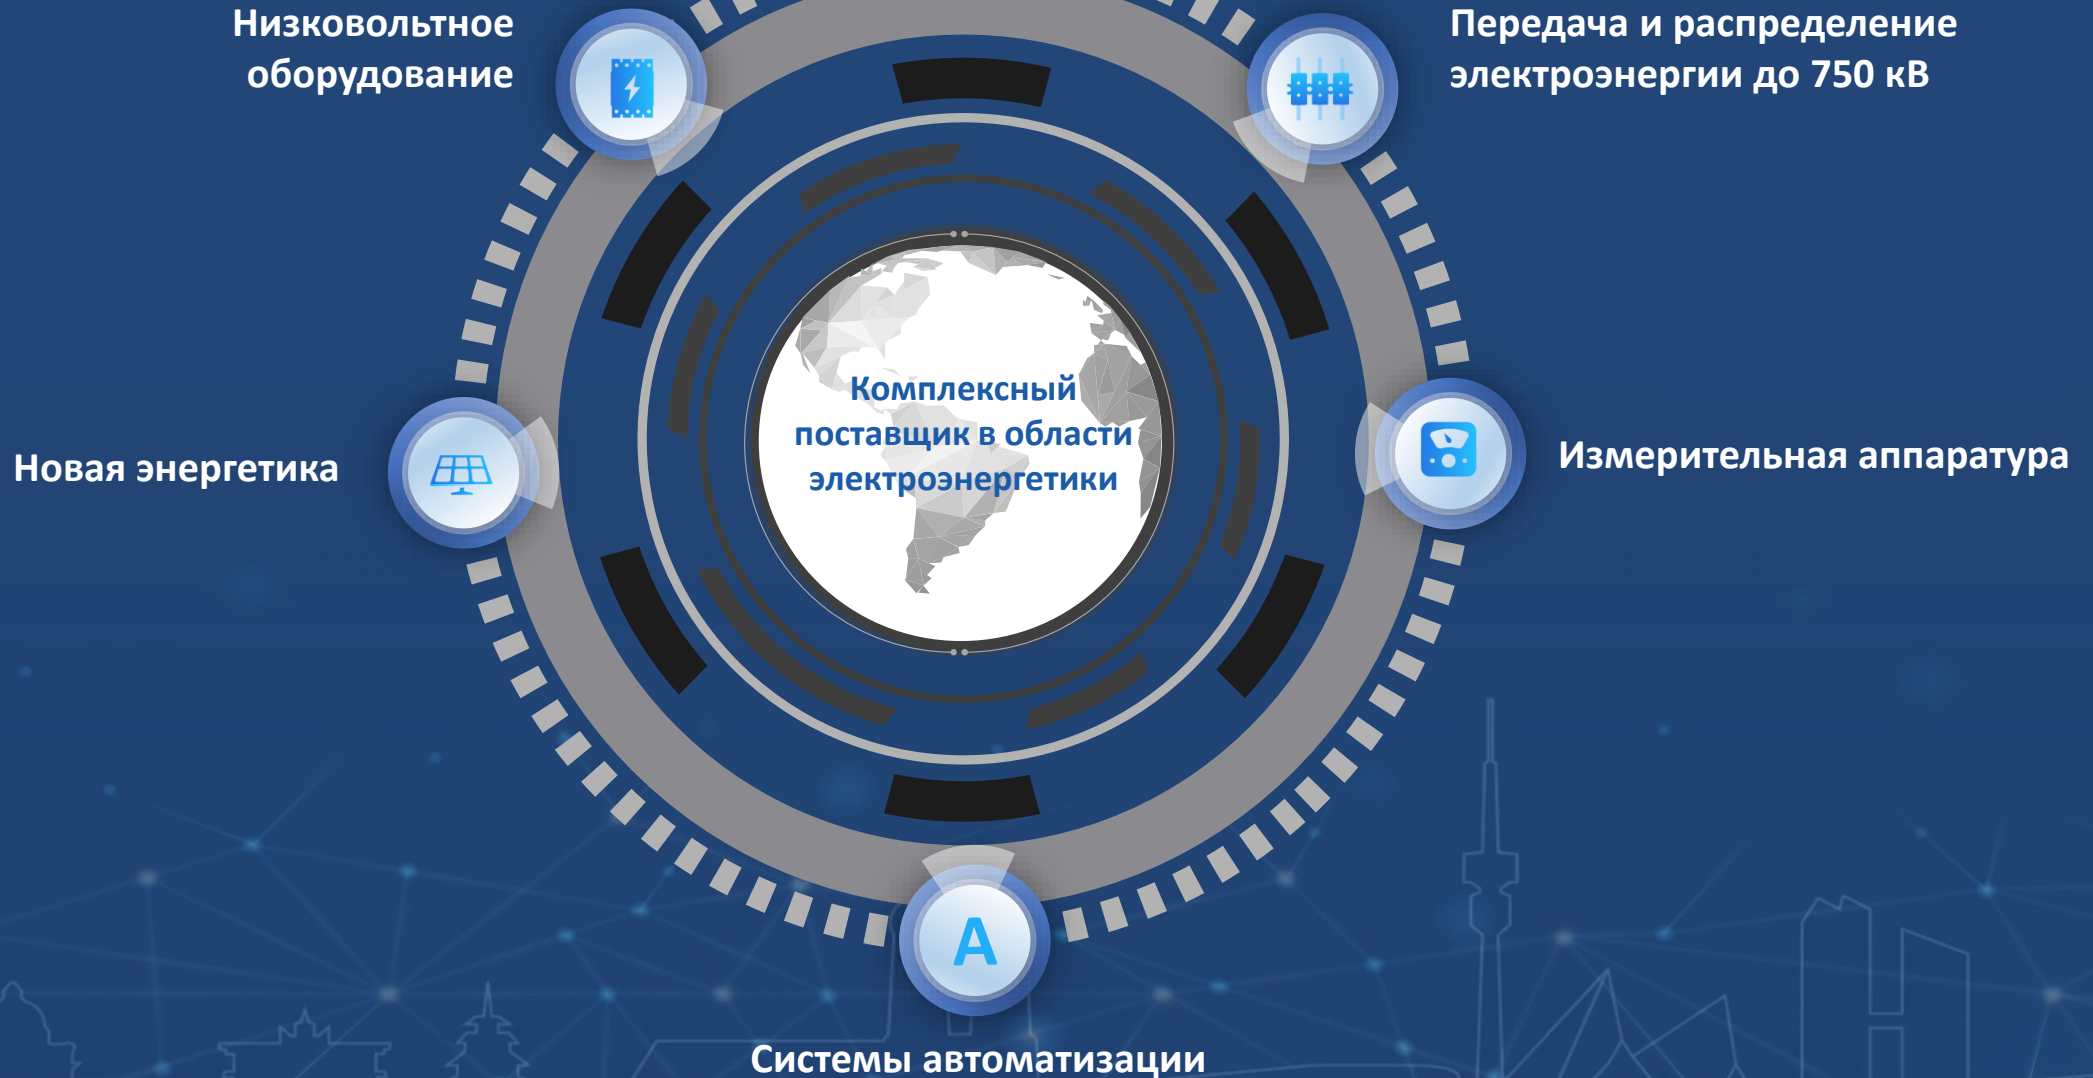 Низковольтное
оборудование
Передача и распределение
электроэнергии до 750 кВ
Комплексный
поставщик в области
электроэнергетики
Новая энергетика
Измерительная аппаратура
A
Системы автоматизации